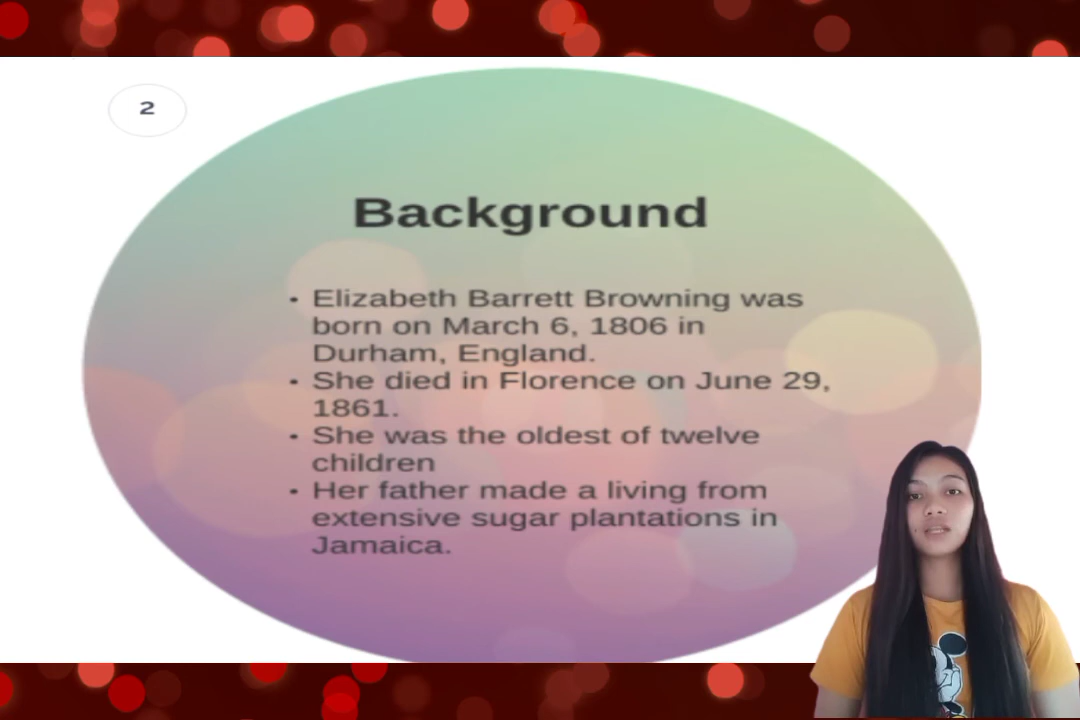 2
Background
• Elizabeth Barrett Browning was
born on March 6, 1806 in
Durham, England.
• She died in Florence on June 29,
1861.
• She was the oldest of twelve
children
• Her father made a living from
extensive sugar plantations in
Jamaica.